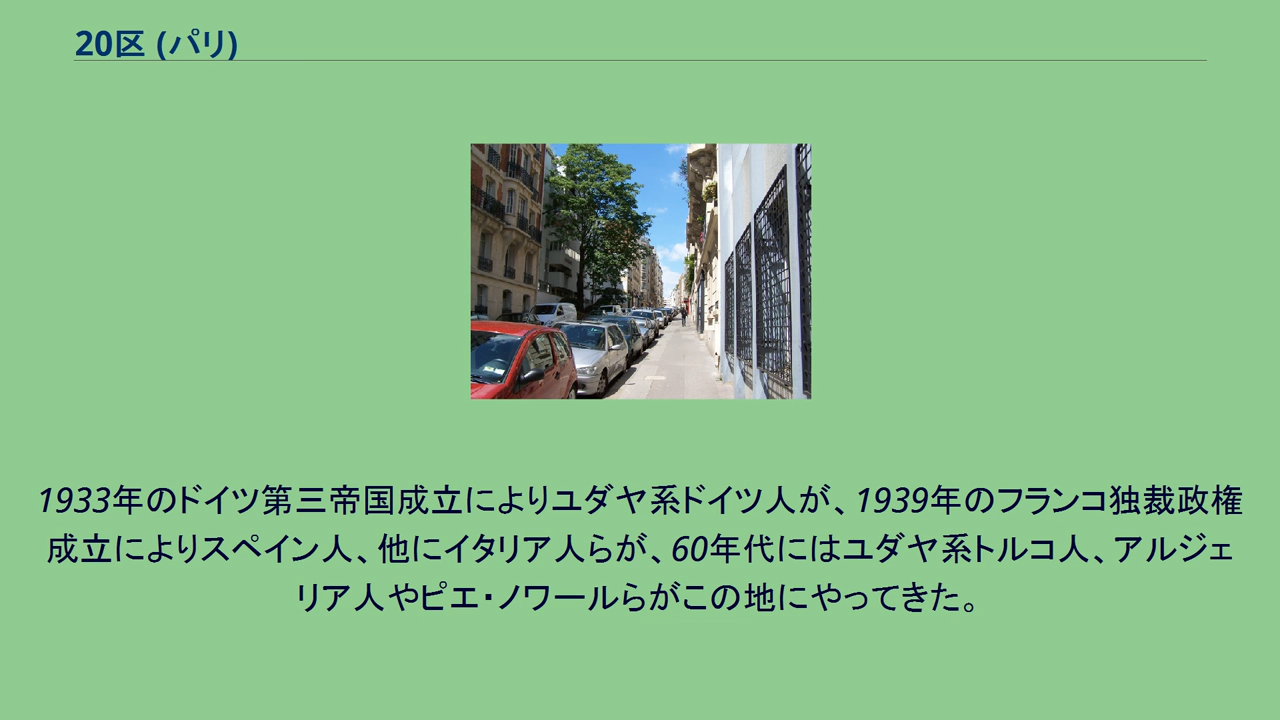 20区 (パリ)
1933年のドイツ第三帝国成立によりユダヤ系ドイツ人が、1939年のフランコ独裁政権
成立によりスペイン人、他にイタリア人らが、60年代にはユダヤ系トルコ人、アルジェ
リア人やピエ・ノワールらがこの地にやってきた。